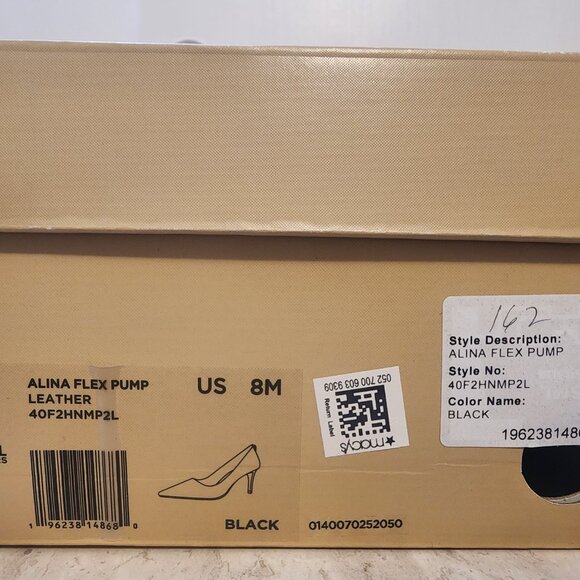 162
Style Description:
ALINA FLEX PUMP
Style No:
40F2HNMP2L
Color Name:
BLACK
1962381486
ALINA FLEX PUMP
LEATHER
40F2HNMP2L
US 8M
1 96238 14868 0
BLACK
0140070252050
052 700 603 9309
Return Label
★macy's
L